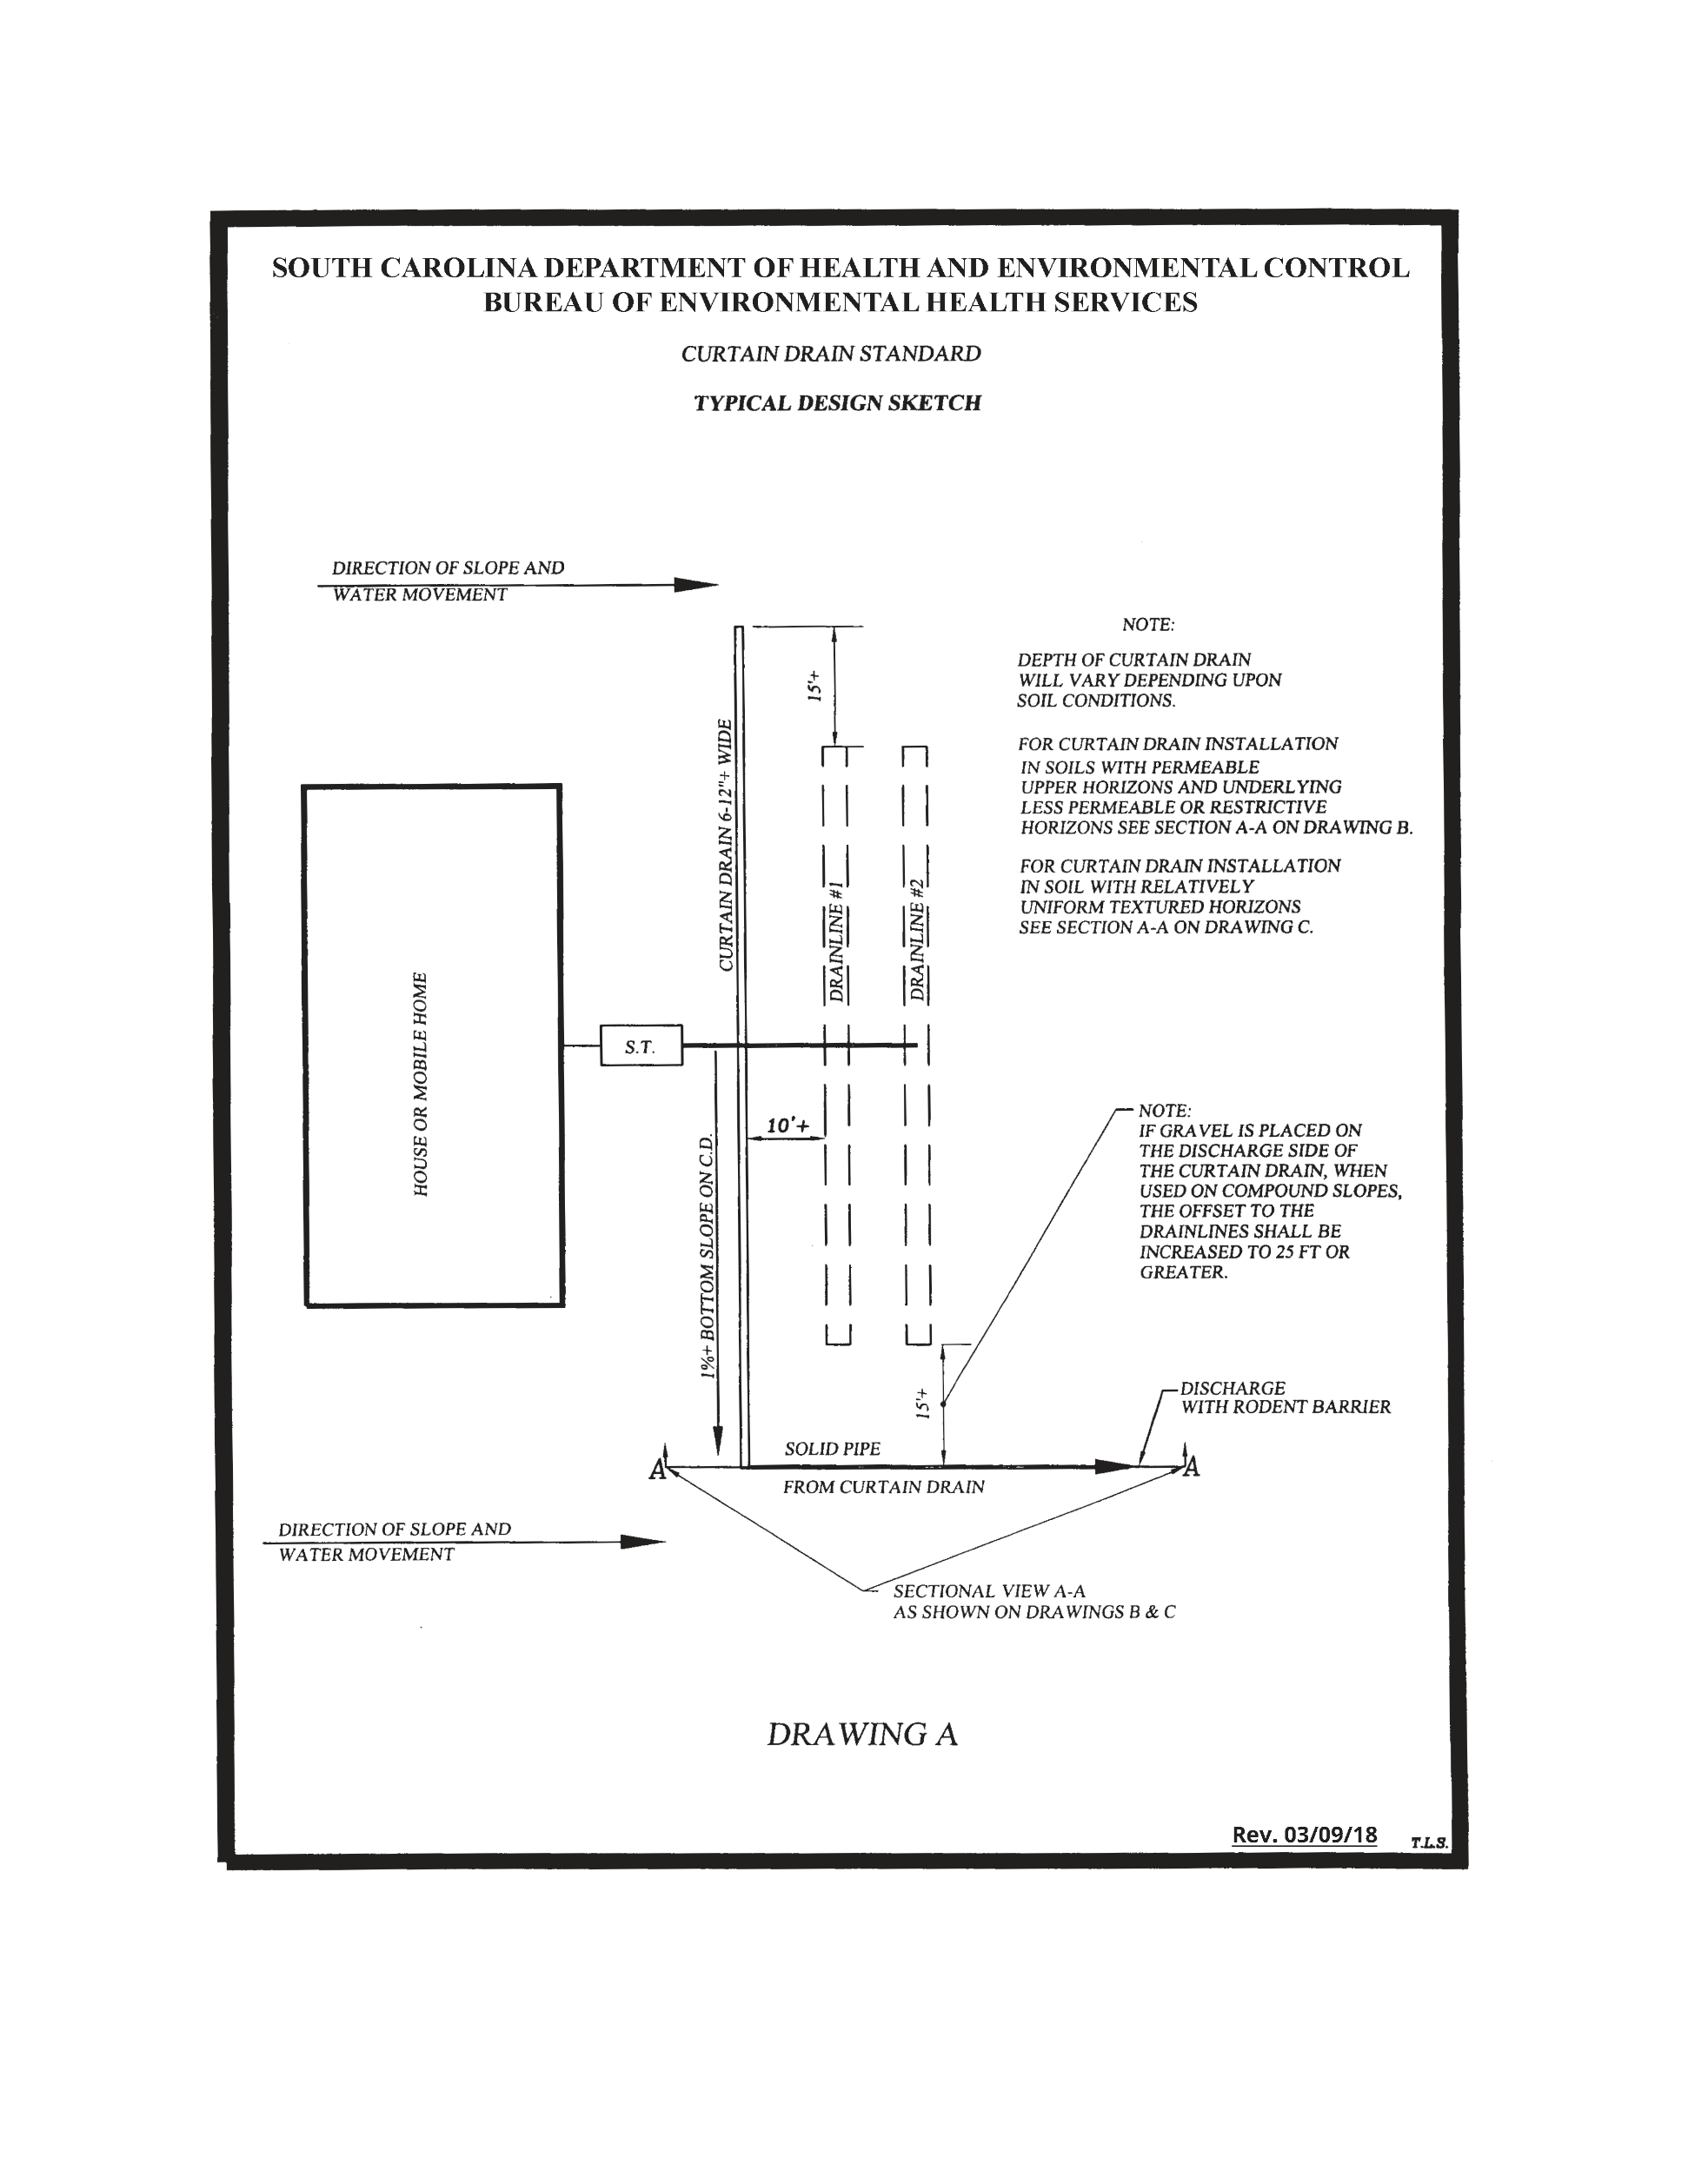 SOUTH CAROLINA DEPARTMENT OF HEALTH AND ENVIRONMENTAL CONTROL
BUREAU OF ENVIRONMENTAL HEALTH SERVICES
CURTAIN DRAIN STANDARD
TYPICAL DESIGN SKETCH
DIRECTION OF SLOPE AND
WATER MOVEMENT
NOTE:
DEPTH OF CURTAIN DRAIN
WILL VARY DEPENDING UPON
SOIL CONDITIONS.
FOR CURTAIN DRAIN INSTALLATION
IN SOILS WITH PERMEABLE
UPPER HORIZONS AND UNDERLYING
LESS PERMEABLE OR RESTRICTIVE
HORIZONS SEE SECTION A-A ON DRAWING B.
FOR CURTAIN DRAIN INSTALLATION
IN SOIL WITH RELATIVELY
UNIFORM TEXTURED HORIZONS
SEE SECTION A-A ON DRAWING C.
15'+
CURTAIN DRAIN 6-12"+ WIDE
DRAINLINE #1
DRAINLINE #2
HOUSE OR MOBILE HOME
S.T.
10'+
1%+ BOTTOM SLOPE ON C.D.
NOTE:
IF GRAVEL IS PLACED ON
THE DISCHARGE SIDE OF
THE CURTAIN DRAIN, WHEN
USED ON COMPOUND SLOPES,
THE OFFSET TO THE
DRAINLINES SHALL BE
INCREASED TO 25 FT OR
GREATER.
15'+
DISCHARGE
WITH RODENT BARRIER
SOLID PIPE
FROM CURTAIN DRAIN
A
A
DIRECTION OF SLOPE AND
WATER MOVEMENT
SECTIONAL VIEW A-A
AS SHOWN ON DRAWINGS B & C
DRAWING A
Rev. 03/09/18
T.L.S.